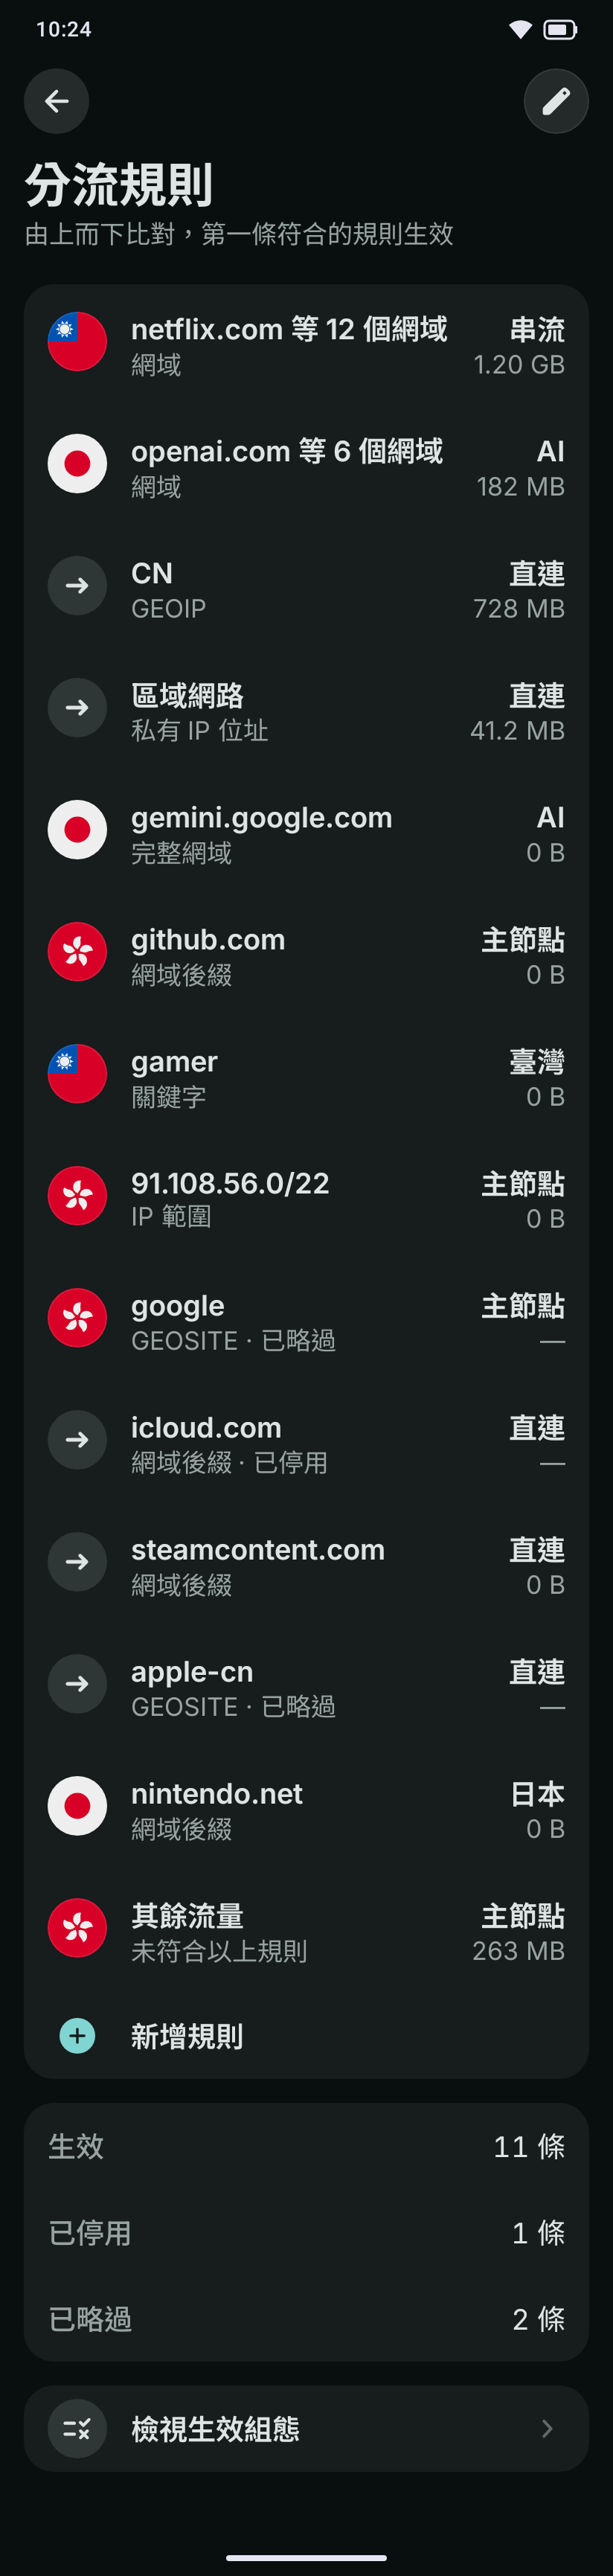 10:24
分流規則
由上而下比對，第一條符合的規則生效
netflix.com 等 12 個網域 串流
網域 1.20 GB
openai.com 等 6 個網域 AI
網域 182 MB
CN 直連
GEOIP 728 MB
區域網路 直連
私有 IP 位址 41.2 MB
gemini.google.com AI
完整網域 0 B
github.com 主節點
網域後綴 0 B
gamer 臺灣
關鍵字 0 B
91.108.56.0/22 主節點
IP 範圍 0 B
google 主節點
GEOSITE · 已略過 —
icloud.com 直連
網域後綴 · 已停用 —
steamcontent.com 直連
網域後綴 0 B
apple-cn 直連
GEOSITE · 已略過 —
nintendo.net 日本
網域後綴 0 B
其餘流量 主節點
未符合以上規則 263 MB
新增規則
生效 11 條
已停用 1 條
已略過 2 條
檢視生效組態